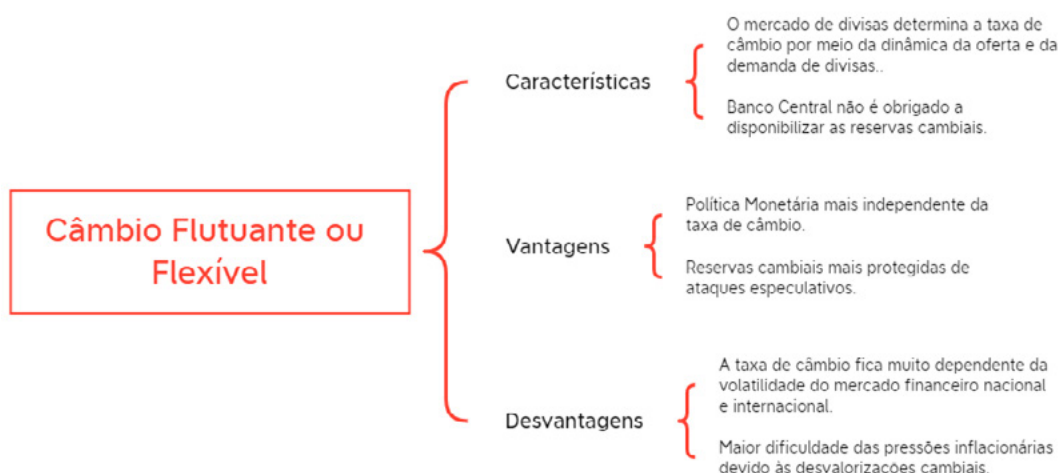 Câmbio Flutuante ou
Flexível
Características
O mercado de divisas determina a taxa de
câmbio por meio da dinâmica da oferta e da
demanda de divisas..
Banco Central não é obrigado a
disponibilizar as reservas cambiais.
Vantagens
Política Monetária mais independente da
taxa de câmbio.
Reservas cambiais mais protegidas de
ataques especulativos.
Desvantagens
A taxa de câmbio fica muito dependente da
volatilidade do mercado financeiro nacional
e internacional.
Maior dificuldade das pressões inflacionárias
devido às desvalorizações cambiais.